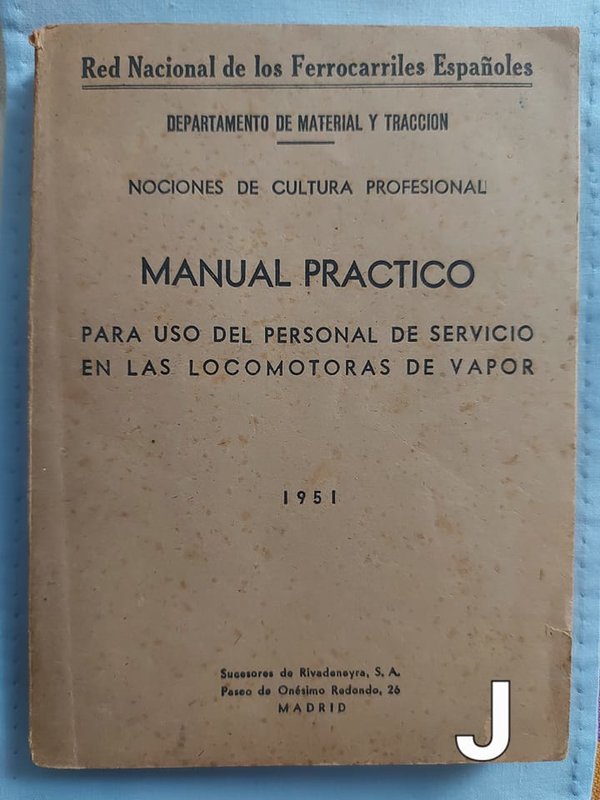 Red Nacional de los Ferrocarriles Españoles
DEPARTAMENTO DE MATERIAL Y TRACCION
NOCIONES DE CULTURA PROFESIONAL
MANUAL PRACTICO
PARA USO DEL PERSONAL DE SERVICIO
EN LAS LOCOMOTORAS DE VAPOR
1951
Sucesores de Rivadeneyra, S. A.
Paseo de Onésimo Redondo, 26
MADRID
J